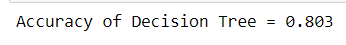 Accuracy of Decision Tree = 0.803